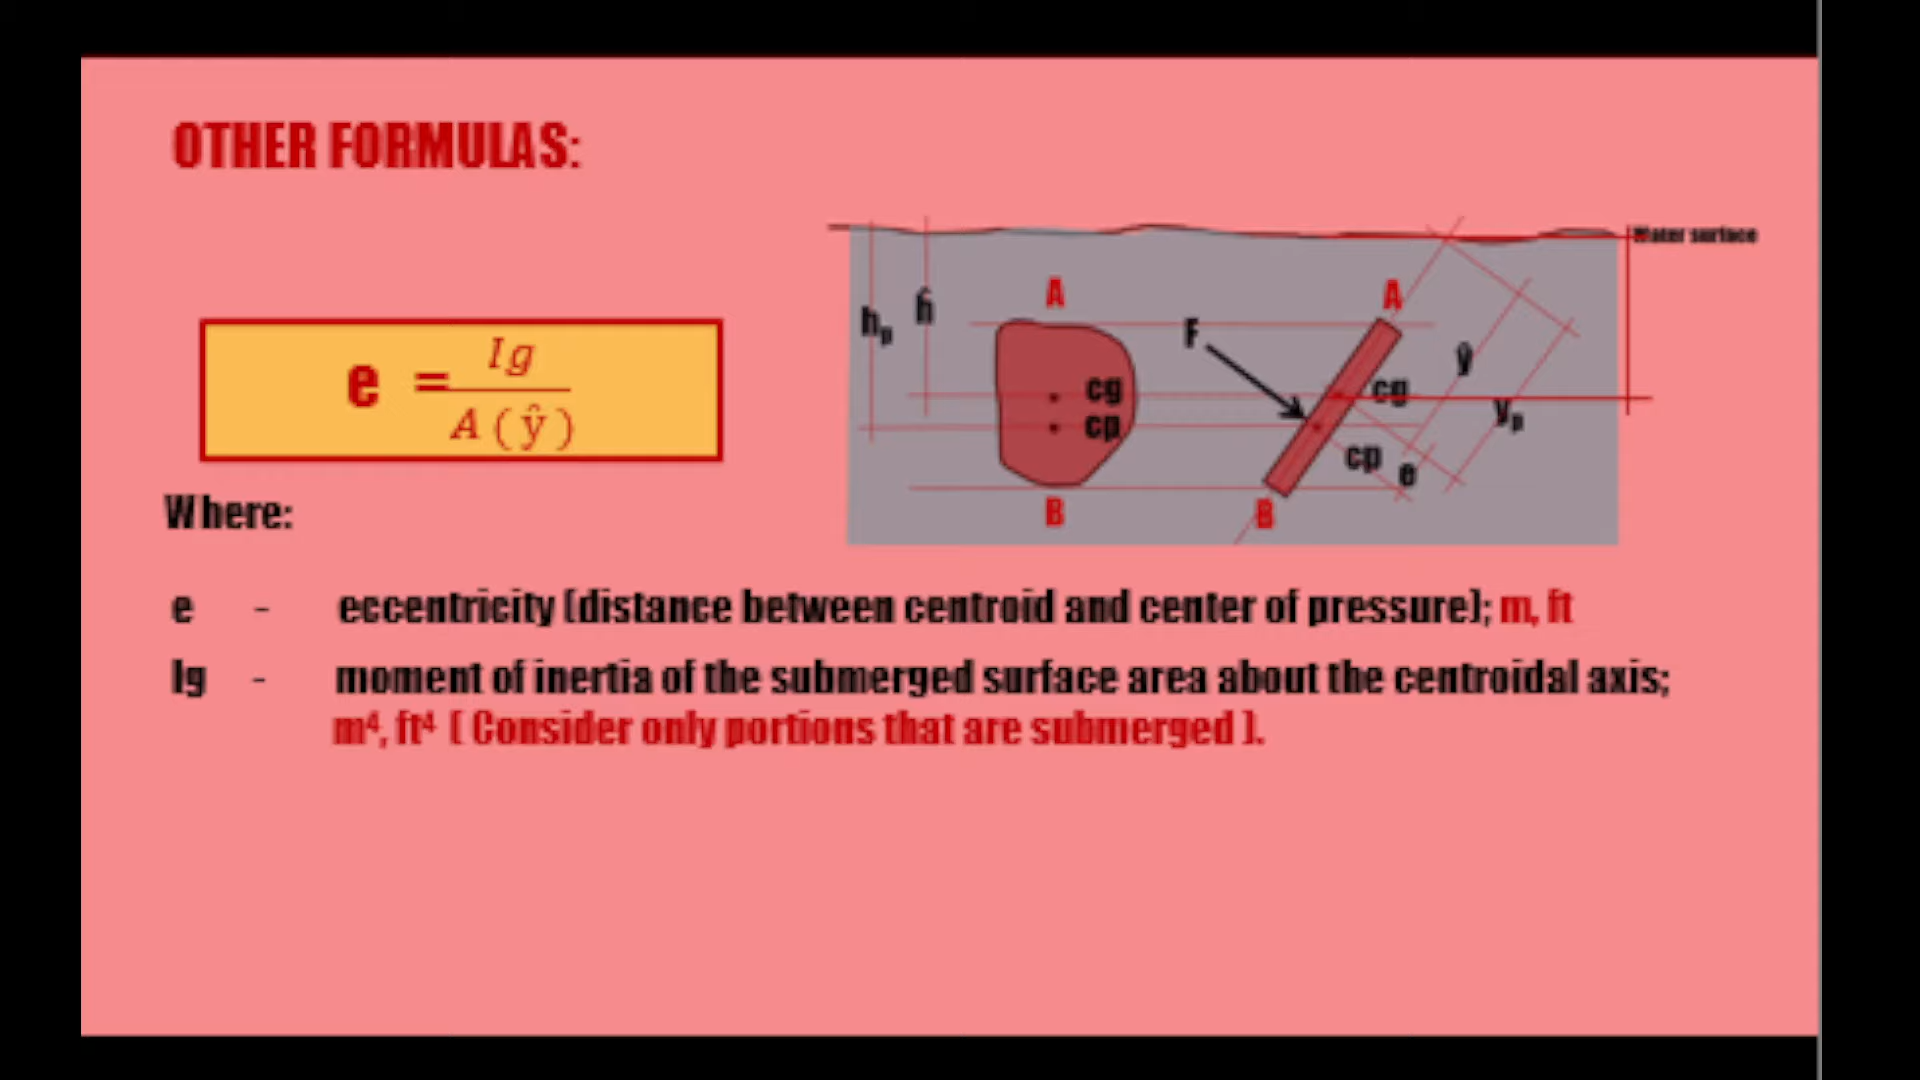 OTHER FORMULAS:
Water surface
A
A
hp
ĥ
F
ŷ
cg
cg
yp
cp
cp
e
B
B
e = Ig / A ( ŷ )
Where:
e - eccentricity (distance between centroid and center of pressure); m, ft
Ig - moment of inertia of the submerged surface area about the centroidal axis;
m⁴, ft⁴ ( Consider only portions that are submerged ).